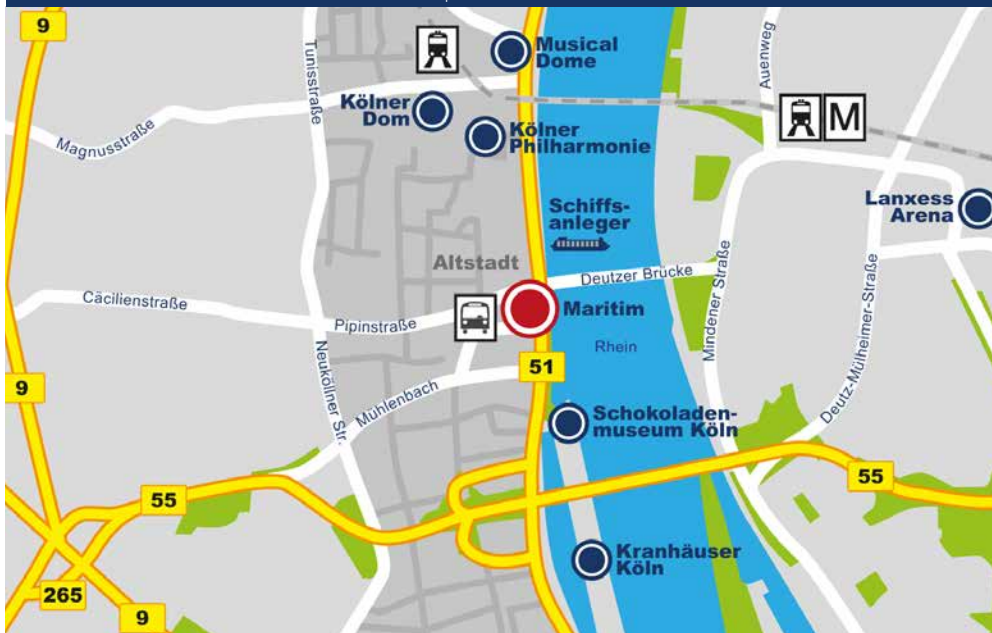 9
Tunisstraße
Musical
Dome
Auenweg
Kölner
Dom
Magnusstraße
Kölner
Philharmonie
M
Lanxess
Arena
Schiffs-
anleger
Altstadt
Deutzer Brücke
Mindener Straße
Deutz-Mülheimer-Straße
Cäcilienstraße
Pipinstraße
Maritim
Rhein
Neuköllner Str.
51
9
Mühlenbach
Schokoladen-
museum Köln
55
55
Kranhäuser
Köln
265
9